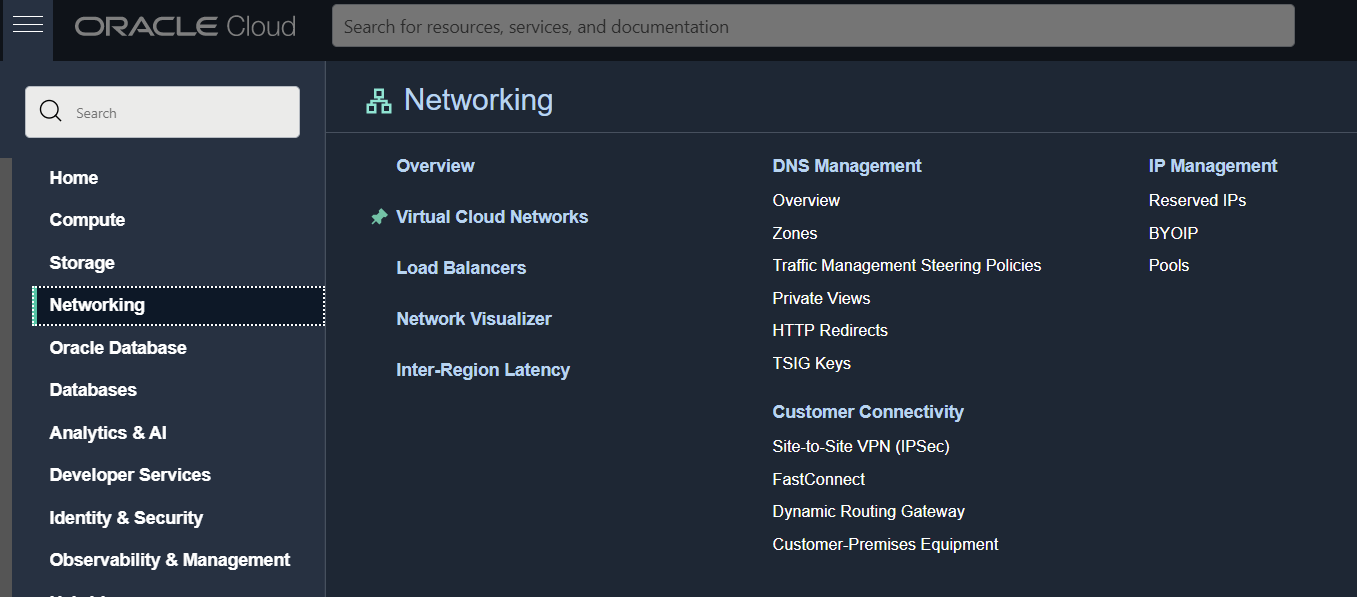 ORACLE Cloud
Search for resources, services, and documentation
Search
Home
Compute
Storage
Networking
Oracle Database
Databases
Analytics & AI
Developer Services
Identity & Security
Observability & Management
Networking
Overview
Virtual Cloud Networks
Load Balancers
Network Visualizer
Inter-Region Latency
DNS Management
Overview
Zones
Traffic Management Steering Policies
Private Views
HTTP Redirects
TSIG Keys
Customer Connectivity
Site-to-Site VPN (IPSec)
FastConnect
Dynamic Routing Gateway
Customer-Premises Equipment
IP Management
Reserved IPs
BYOIP
Pools